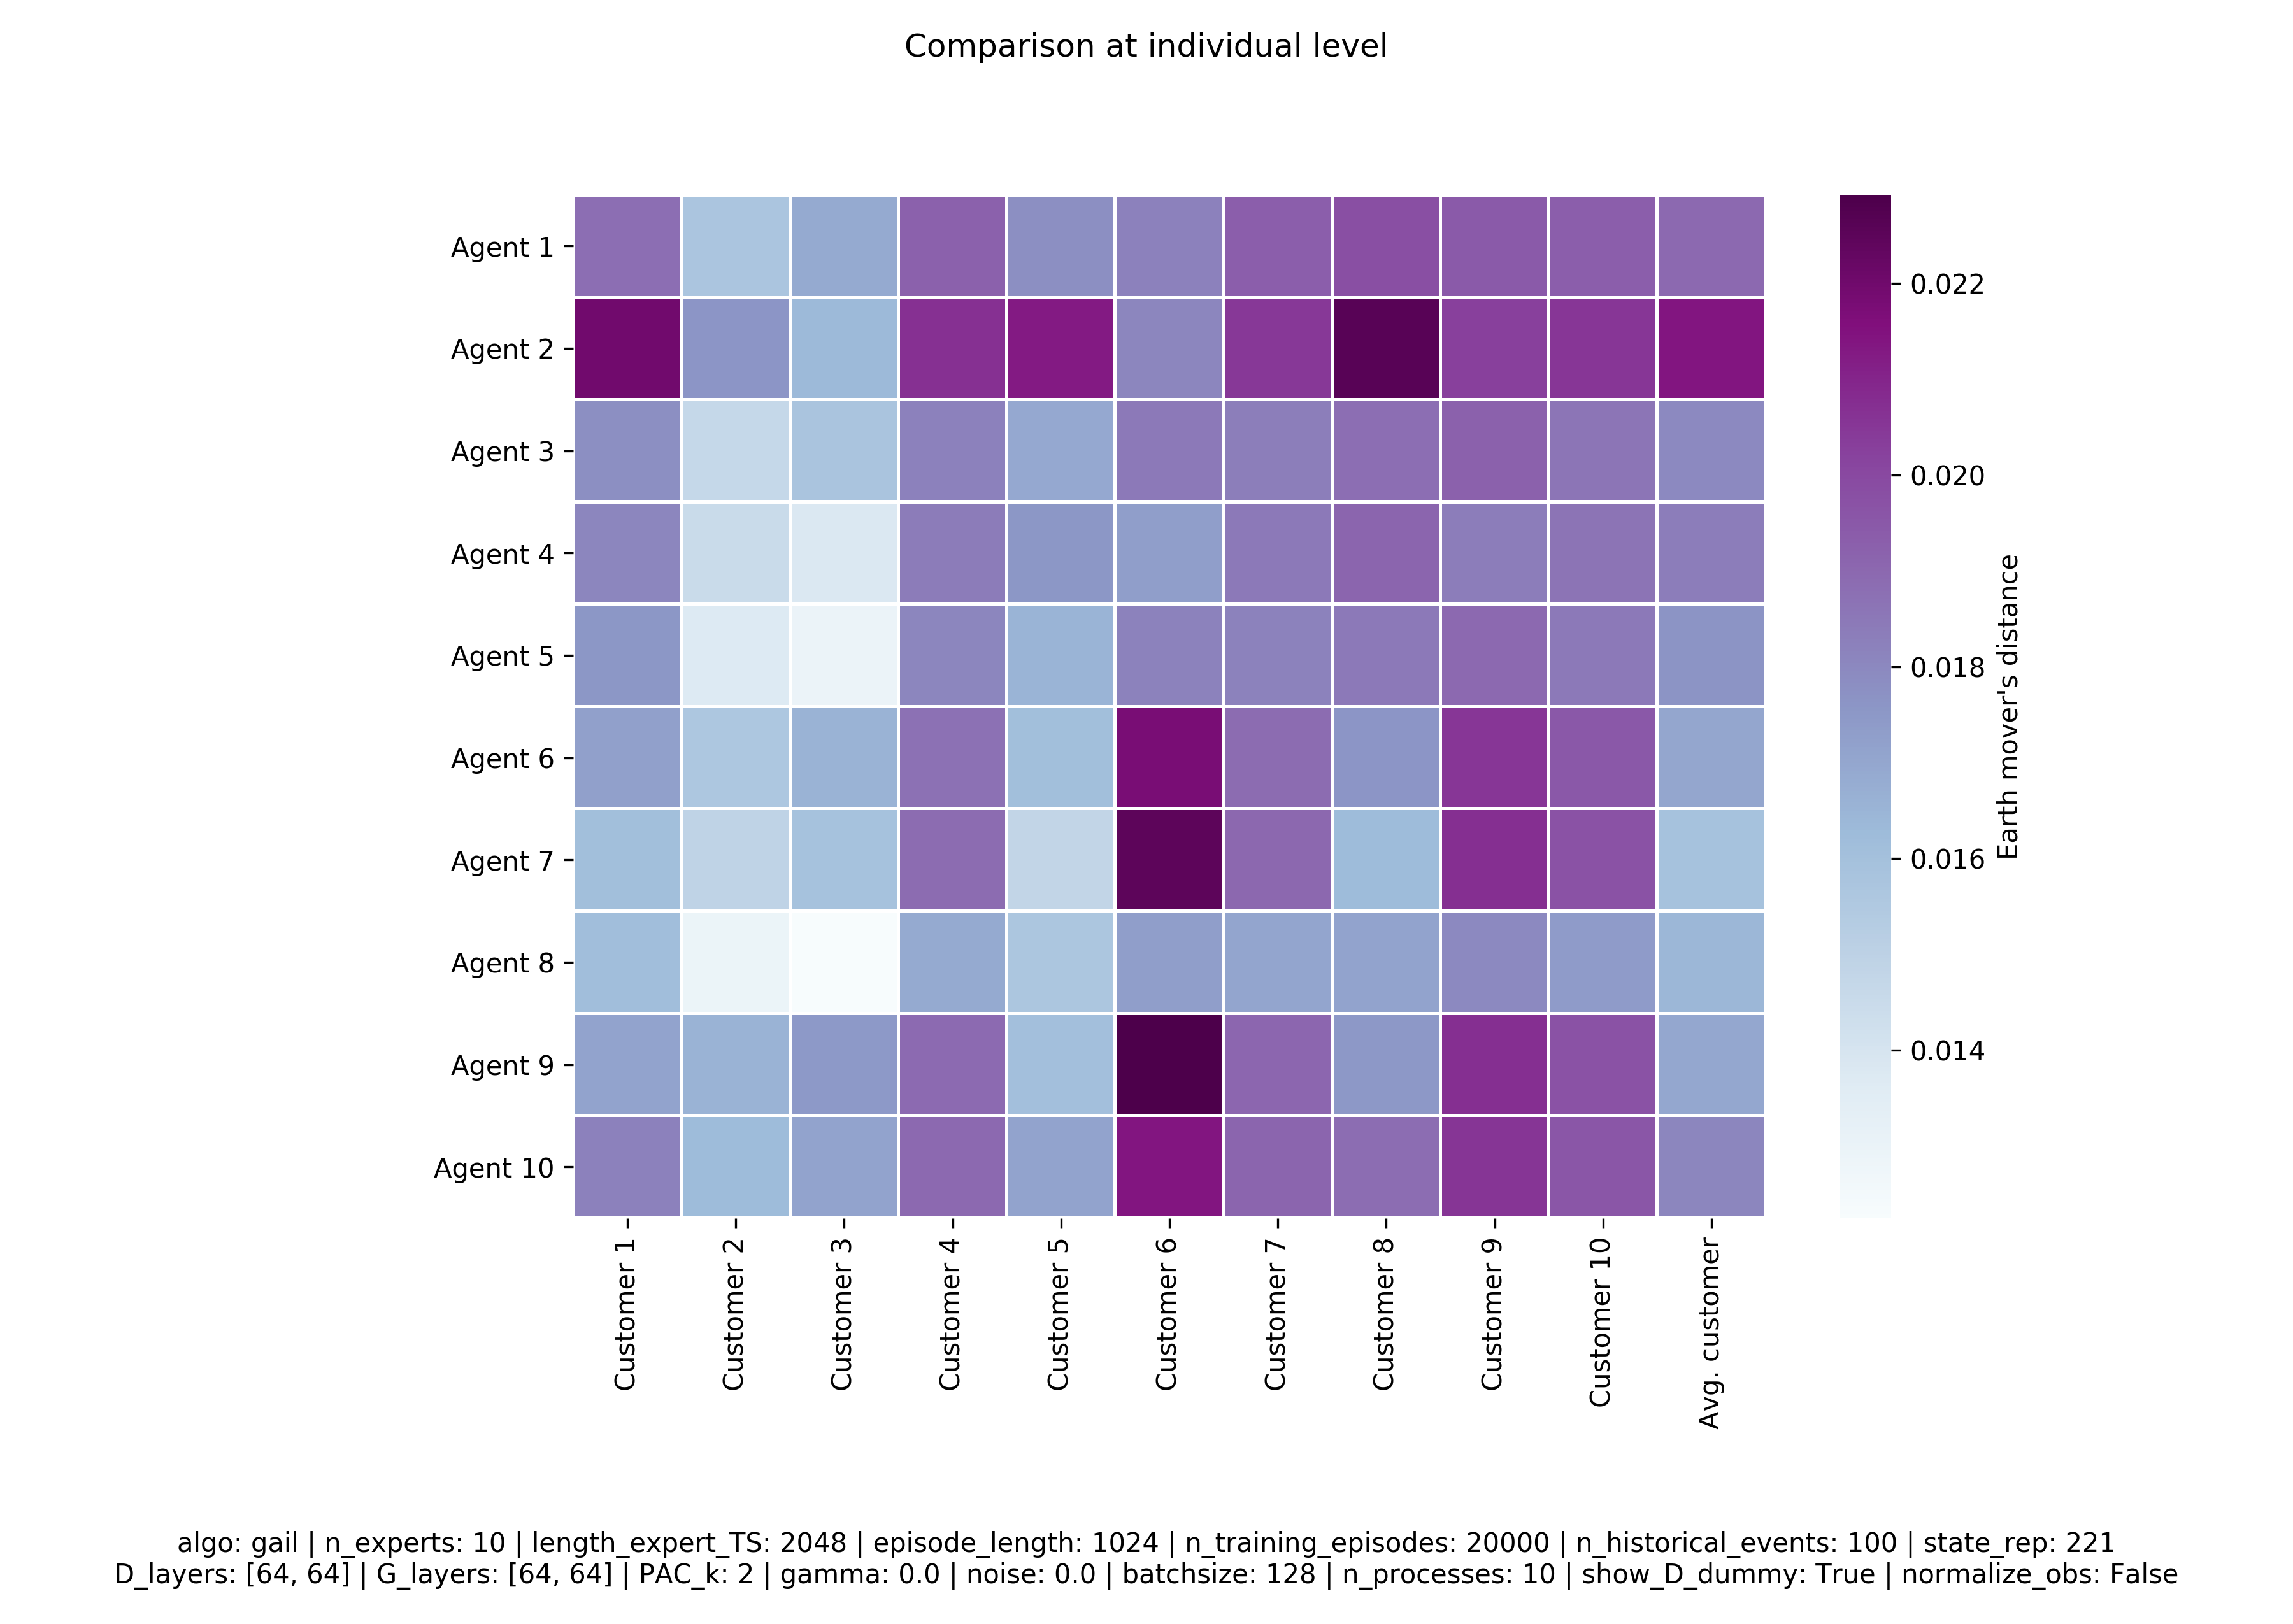 Comparison at individual level
Agent 1
Agent 2
Agent 3
Agent 4
Agent 5
Agent 6
Agent 7
Agent 8
Agent 9
Agent 10
Customer 1
Customer 2
Customer 3
Customer 4
Customer 5
Customer 6
Customer 7
Customer 8
Customer 9
Customer 10
Avg. customer
0.022
0.020
0.018
0.016
0.014
Earth mover's distance
algo: gail | n_experts: 10 | length_expert_TS: 2048 | episode_length: 1024 | n_training_episodes: 20000 | n_historical_events: 100 | state_rep: 221
D_layers: [64, 64] | G_layers: [64, 64] | PAC_k: 2 | gamma: 0.0 | noise: 0.0 | batchsize: 128 | n_processes: 10 | show_D_dummy: True | normalize_obs: False